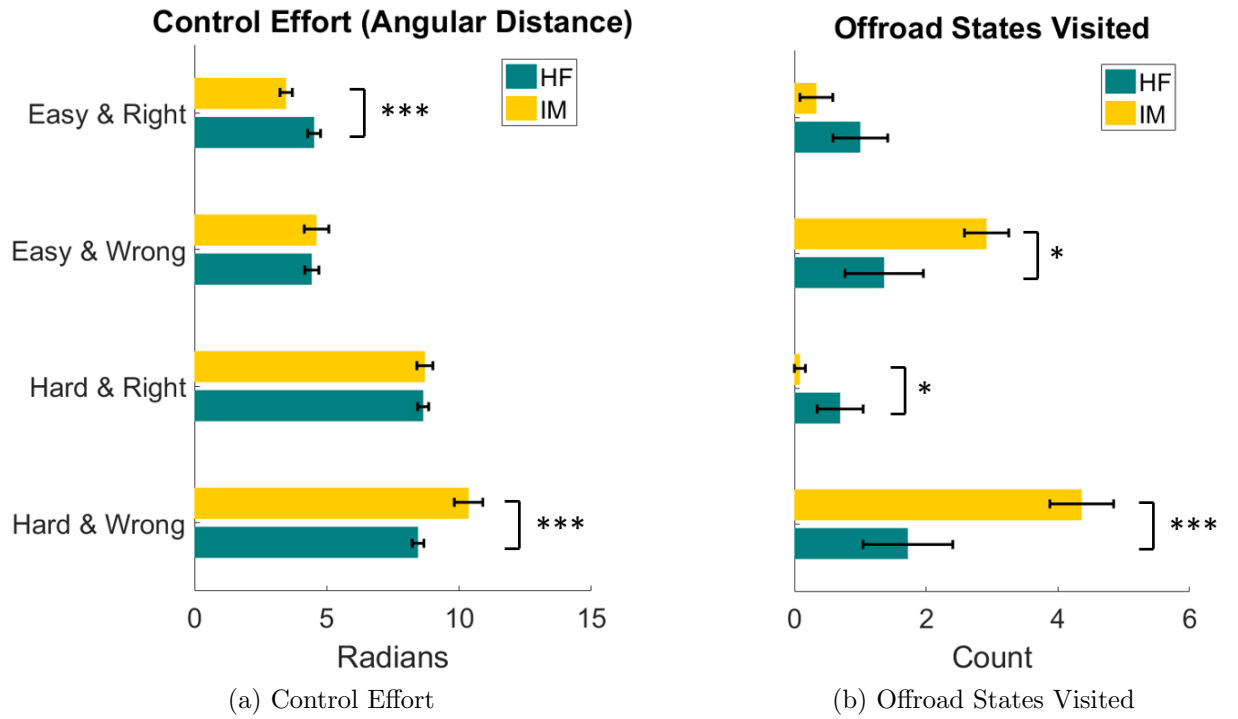 Control Effort (Angular Distance)
HF
IM
Easy & Right
***
Easy & Wrong
Hard & Right
Hard & Wrong
***
0 5 10 15
Radians
(a) Control Effort
Offroad States Visited
HF
IM
*
*
***
0 2 4 6
Count
(b) Offroad States Visited